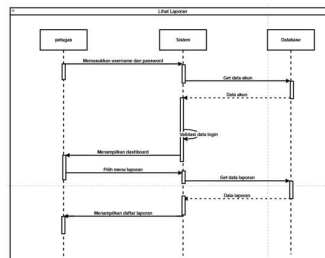 Lihat Laporan
petugas
Sistem
Database
Memasukkan username dan password
Get data akun
Data akun
validasi data login
Menampilkan dashboard
Pilih menu laporan
Get data laporan
Data laporan
Menampilkan daftar laporan